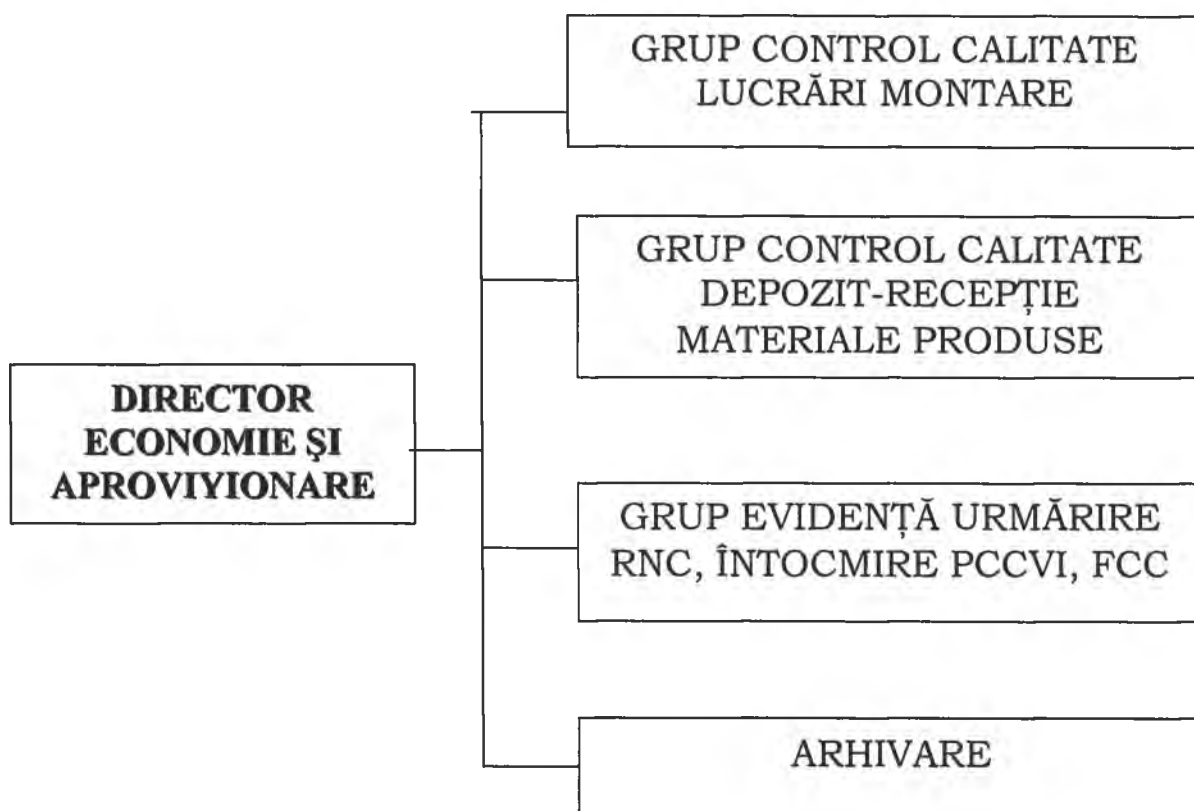 GRUP CONTROL CALITATE
LUCRĂRI MONTARE
GRUP CONTROL CALITATE
DEPOZIT-RECEPȚIE
MATERIALE PRODUSE
DIRECTOR
ECONOMIE ȘI
APROVIYIONARE
GRUP EVIDENȚĂ URMĂRIRE
RNC, ÎNTOCMIRE PCCVI, FCC
ARHIVARE